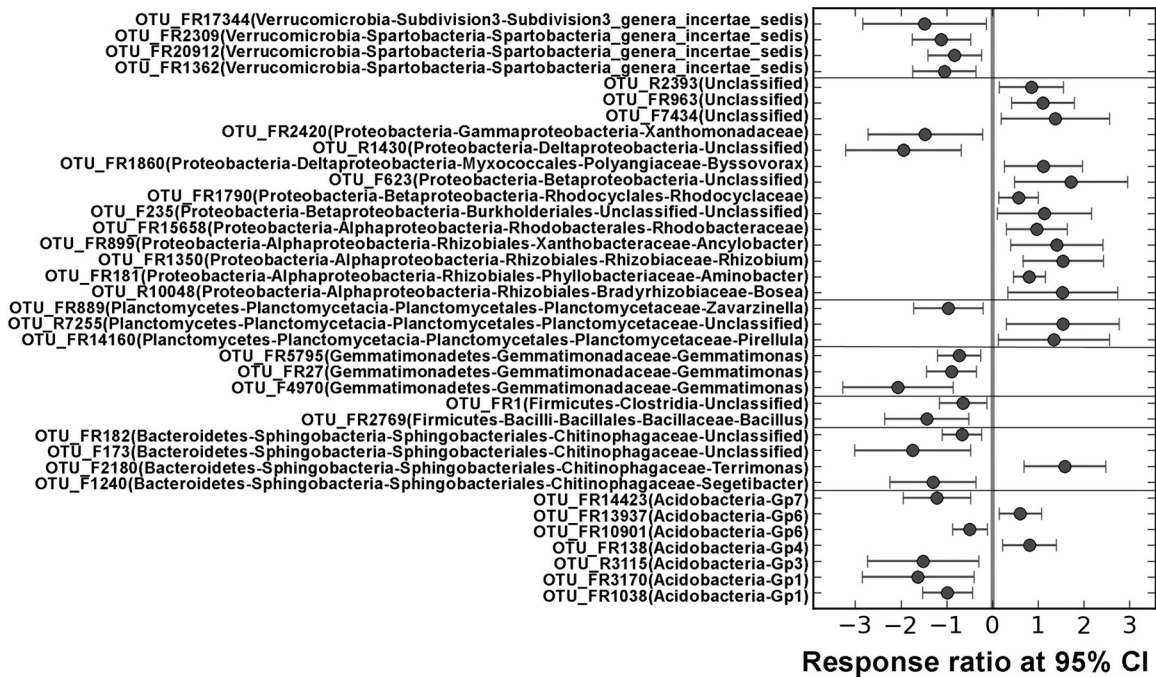 OTU_FR17344(Verrucomicrobia-Subdivision3-Subdivision3_genera_incertae_sedis)
OTU_FR2309(Verrucomicrobia-Spartobacteria-Spartobacteria_genera_incertae_sedis)
OTU_FR20912(Verrucomicrobia-Spartobacteria-Spartobacteria_genera_incertae_sedis)
OTU_FR1362(Verrucomicrobia-Spartobacteria-Spartobacteria_genera_incertae_sedis)
OTU_R2393(Unclassified)
OTU_FR963(Unclassified)
OTU_F7434(Unclassified)
OTU_FR2420(Proteobacteria-Gammaproteobacteria-Xanthomonadaceae)
OTU_R1430(Proteobacteria-Deltaproteobacteria-Unclassified)
OTU_FR1860(Proteobacteria-Deltaproteobacteria-Myxococcales-Polyangiaceae-Byssovorax)
OTU_F623(Proteobacteria-Betaproteobacteria-Unclassified)
OTU_FR1790(Proteobacteria-Betaproteobacteria-Rhodocyclales-Rhodocyclaceae)
OTU_F235(Proteobacteria-Betaproteobacteria-Burkholderiales-Unclassified-Unclassified)
OTU_FR15658(Proteobacteria-Alphaproteobacteria-Rhodobacterales-Rhodobacteraceae)
OTU_FR899(Proteobacteria-Alphaproteobacteria-Rhizobiales-Xanthobacteraceae-Ancylobacter)
OTU_FR1350(Proteobacteria-Alphaproteobacteria-Rhizobiales-Rhizobiaceae-Rhizobium)
OTU_FR181(Proteobacteria-Alphaproteobacteria-Rhizobiales-Phyllobacteriaceae-Aminobacter)
OTU_R10048(Proteobacteria-Alphaproteobacteria-Rhizobiales-Bradyrhizobiaceae-Bosea)
OTU_FR889(Planctomycetes-Planctomycetacia-Planctomycetales-Planctomycetaceae-Zavarzinella)
OTU_R7255(Planctomycetes-Planctomycetacia-Planctomycetales-Planctomycetaceae-Unclassified)
OTU_FR14160(Planctomycetes-Planctomycetacia-Planctomycetales-Planctomycetaceae-Pirellula)
OTU_FR5795(Gemmatimonadetes-Gemmatimonadaceae-Gemmatimonas)
OTU_FR27(Gemmatimonadetes-Gemmatimonadaceae-Gemmatimonas)
OTU_F4970(Gemmatimonadetes-Gemmatimonadaceae-Gemmatimonas)
OTU_FR1(Firmicutes-Clostridia-Unclassified)
OTU_FR2769(Firmicutes-Bacilli-Bacillales-Bacillaceae-Bacillus)
OTU_FR182(Bacteroidetes-Sphingobacteria-Sphingobacteriales-Chitinophagaceae-Unclassified)
OTU_F173(Bacteroidetes-Sphingobacteria-Sphingobacteriales-Chitinophagaceae-Unclassified)
OTU_F2180(Bacteroidetes-Sphingobacteria-Sphingobacteriales-Chitinophagaceae-Terrimonas)
OTU_F1240(Bacteroidetes-Sphingobacteria-Sphingobacteriales-Chitinophagaceae-Segetibacter)
OTU_FR14423(Acidobacteria-Gp7)
OTU_FR13937(Acidobacteria-Gp6)
OTU_FR10901(Acidobacteria-Gp6)
OTU_FR138(Acidobacteria-Gp4)
OTU_R3115(Acidobacteria-Gp3)
OTU_FR3170(Acidobacteria-Gp1)
OTU_FR1038(Acidobacteria-Gp1)
−3 −2 −1 0 1 2 3
Response ratio at 95% CI